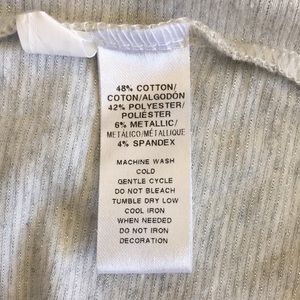 48% COTTON/
COTON/ALGODÓN
42% POLYESTER/
POLIÉSTER
6% METALLIC/
METÁLICO/MÉTALLIQUE
4% SPANDEX
MACHINE WASH
COLD
GENTLE CYCLE
DO NOT BLEACH
TUMBLE DRY LOW
COOL IRON
WHEN NEEDED
DO NOT IRON
DECORATION